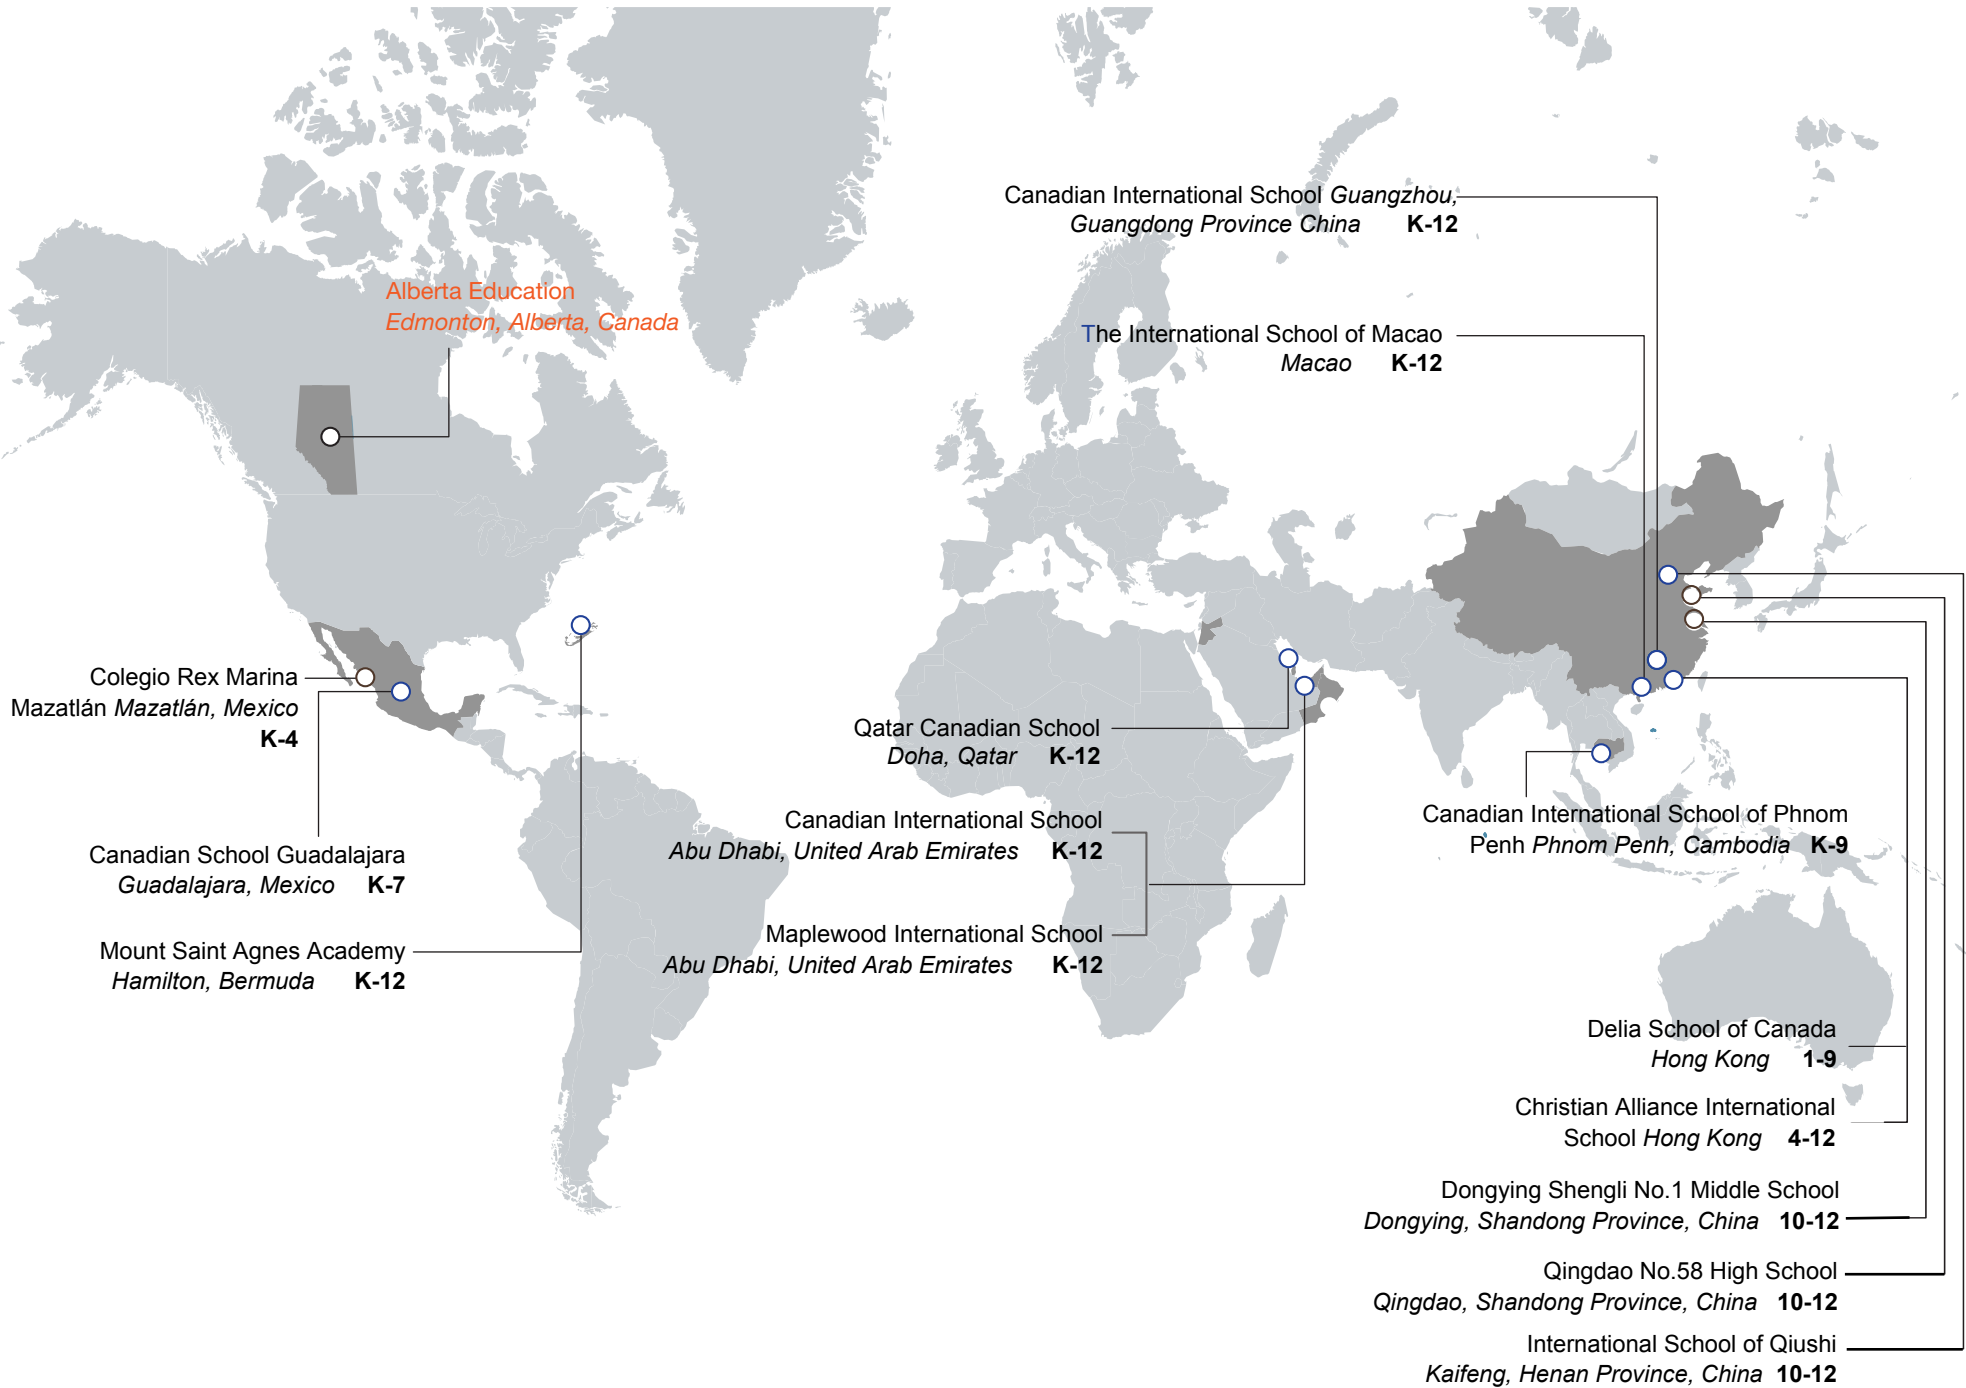 Canadian International School Guangzhou,
Guangdong Province China K-12
Alberta Education
Edmonton, Alberta, Canada
The International School of Macao
Macao K-12
Colegio Rex Marina
Mazatlán Mazatlán, Mexico
K-4
Qatar Canadian School
Doha, Qatar K-12
Canadian International School
Abu Dhabi, United Arab Emirates K-12
Canadian International School of Phnom
Penh Phnom Penh, Cambodia K-9
Canadian School Guadalajara
Guadalajara, Mexico K-7
Maplewood International School
Abu Dhabi, United Arab Emirates K-12
Mount Saint Agnes Academy
Hamilton, Bermuda K-12
Delia School of Canada
Hong Kong 1-9
Christian Alliance International
School Hong Kong 4-12
Dongying Shengli No.1 Middle School
Dongying, Shandong Province, China 10-12
Qingdao No.58 High School
Qingdao, Shandong Province, China 10-12
International School of Qiushi
Kaifeng, Henan Province, China 10-12